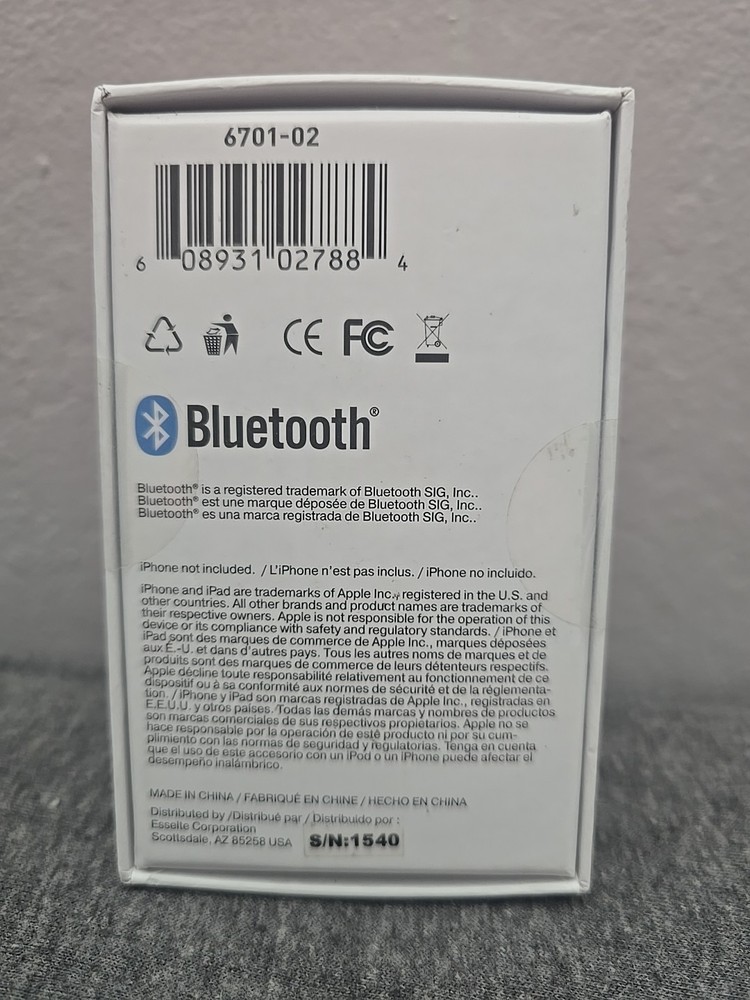 6701-02
6 08931 02788 4
CE FC
Bluetooth®
Bluetooth® is a registered trademark of Bluetooth SIG, Inc..
Bluetooth® est une marque déposée de Bluetooth SIG, Inc..
Bluetooth® es una marca registrada de Bluetooth SIG, Inc..
iPhone not included. / L'iPhone n'est pas inclus. / iPhone no incluido.
iPhone and iPad are trademarks of Apple Inc., registered in the U.S. and
other countries. All other brands and product names are trademarks of
their respective owners. Apple is not responsible for the operation of this
device or its compliance with safety and regulatory standards. / iPhone et
iPad sont des marques de commerce de Apple Inc., marques déposées
aux É.-U. et dans d'autres pays. Tous les autres noms de marques et de
produits sont des marques de commerce de leurs détenteurs respectifs.
Apple décline toute responsabilité relativement au fonctionnement de ce
dispositif ou à sa conformité aux normes de sécurité et de la réglementa-
tion. / iPhone y iPad son marcas registradas de Apple Inc., registradas en
E.E.U.U. y otros países. Todas las demás marcas y nombres de productos
son marcas comerciales de sus respectivos propietarios. Apple no se
hace responsable por la operación de esté producto ni por su cum-
plimiento con las normas de seguridad y regulatorias. Tenga en cuenta
que el uso de este accesorio con un iPod o un iPhone puede afectar el
desempeño inalámbrico.
MADE IN CHINA / FABRIQUÉ EN CHINE / HECHO EN CHINA
Distributed by /Distribué par / Distribuido por :
Esselte Corporation
Scottsdale, AZ 85258 USA S/N:1540